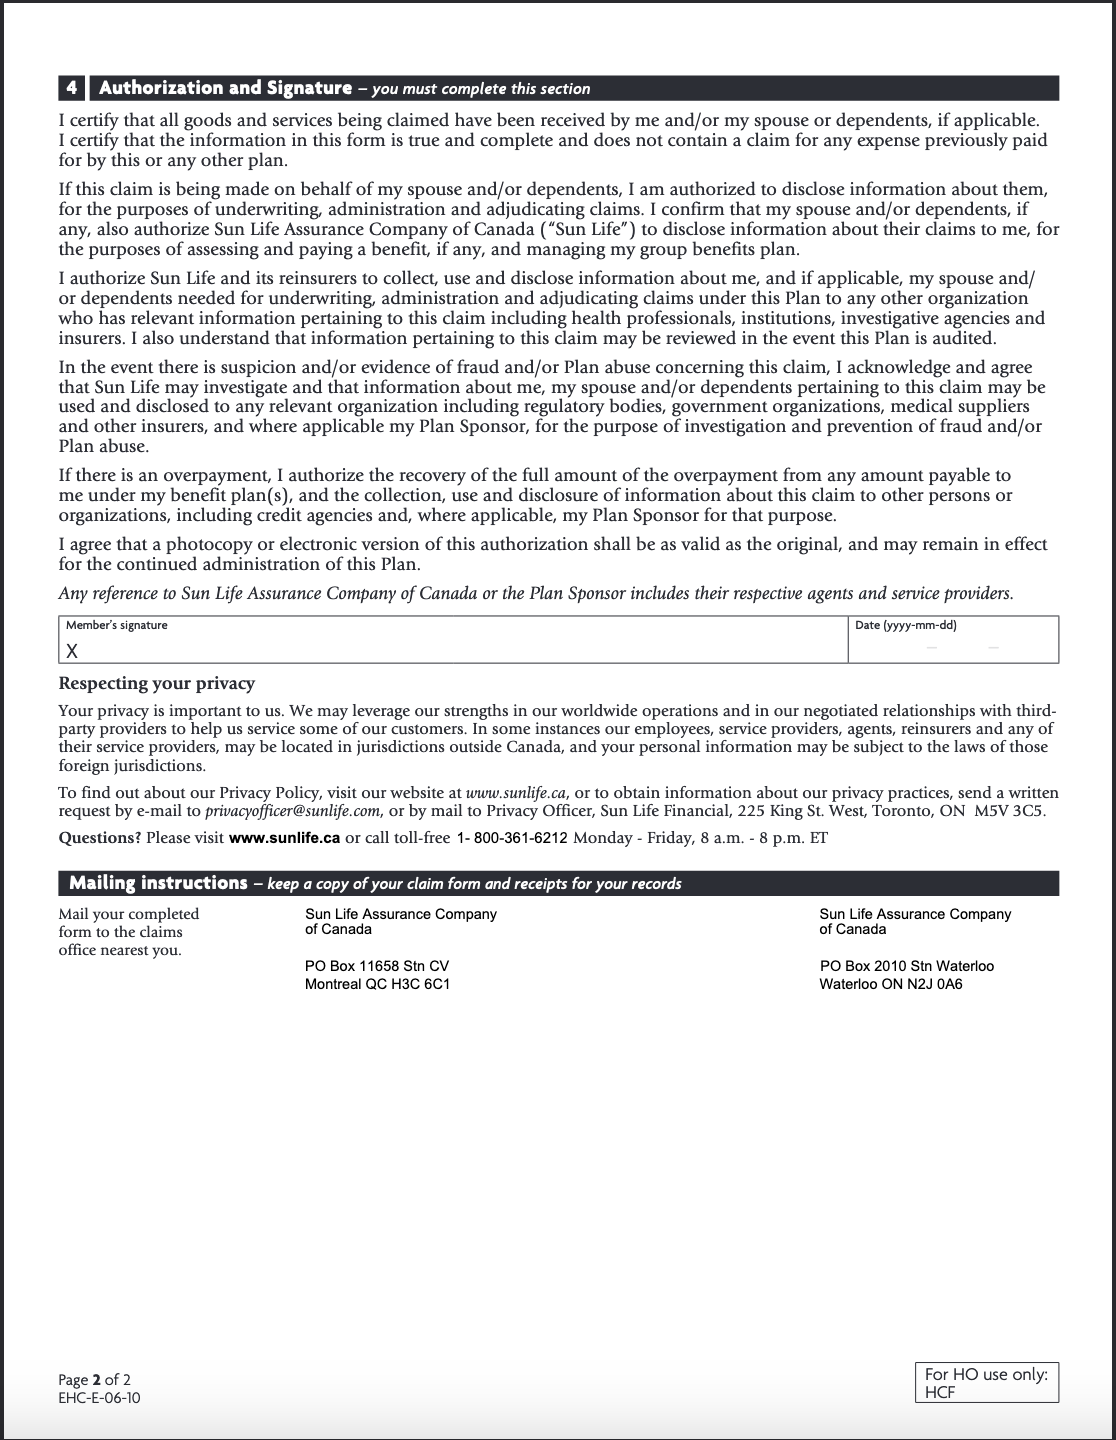 4 Authorization and Signature – you must complete this section
I certify that all goods and services being claimed have been received by me and/or my spouse or dependents, if applicable.
I certify that the information in this form is true and complete and does not contain a claim for any expense previously paid
for by this or any other plan.
If this claim is being made on behalf of my spouse and/or dependents, I am authorized to disclose information about them,
for the purposes of underwriting, administration and adjudicating claims. I confirm that my spouse and/or dependents, if
any, also authorize Sun Life Assurance Company of Canada (“Sun Life”) to disclose information about their claims to me, for
the purposes of assessing and paying a benefit, if any, and managing my group benefits plan.
I authorize Sun Life and its reinsurers to collect, use and disclose information about me, and if applicable, my spouse and/
or dependents needed for underwriting, administration and adjudicating claims under this Plan to any other organization
who has relevant information pertaining to this claim including health professionals, institutions, investigative agencies and
insurers. I also understand that information pertaining to this claim may be reviewed in the event this Plan is audited.
In the event there is suspicion and/or evidence of fraud and/or Plan abuse concerning this claim, I acknowledge and agree
that Sun Life may investigate and that information about me, my spouse and/or dependents pertaining to this claim may be
used and disclosed to any relevant organization including regulatory bodies, government organizations, medical suppliers
and other insurers, and where applicable my Plan Sponsor, for the purpose of investigation and prevention of fraud and/or
Plan abuse.
If there is an overpayment, I authorize the recovery of the full amount of the overpayment from any amount payable to
me under my benefit plan(s), and the collection, use and disclosure of information about this claim to other persons or
organizations, including credit agencies and, where applicable, my Plan Sponsor for that purpose.
I agree that a photocopy or electronic version of this authorization shall be as valid as the original, and may remain in effect
for the continued administration of this Plan.
Any reference to Sun Life Assurance Company of Canada or the Plan Sponsor includes their respective agents and service providers.
Member’s signature
X
Date (yyyy-mm-dd)
– –
Respecting your privacy
Your privacy is important to us. We may leverage our strengths in our worldwide operations and in our negotiated relationships with third-
party providers to help us service some of our customers. In some instances our employees, service providers, agents, reinsurers and any of
their service providers, may be located in jurisdictions outside Canada, and your personal information may be subject to the laws of those
foreign jurisdictions.
To find out about our Privacy Policy, visit our website at www.sunlife.ca, or to obtain information about our privacy practices, send a written
request by e-mail to privacyofficer@sunlife.com, or by mail to Privacy Officer, Sun Life Financial, 225 King St. West, Toronto, ON M5V 3C5.
Questions? Please visit www.sunlife.ca or call toll-free 1- 800-361-6212 Monday - Friday, 8 a.m. - 8 p.m. ET
Mailing instructions – keep a copy of your claim form and receipts for your records
Mail your completed
form to the claims
office nearest you.
Sun Life Assurance Company
of Canada
PO Box 11658 Stn CV
Montreal QC H3C 6C1
Sun Life Assurance Company
of Canada
PO Box 2010 Stn Waterloo
Waterloo ON N2J 0A6
Page 2 of 2
EHC-E-06-10
For HO use only:
HCF